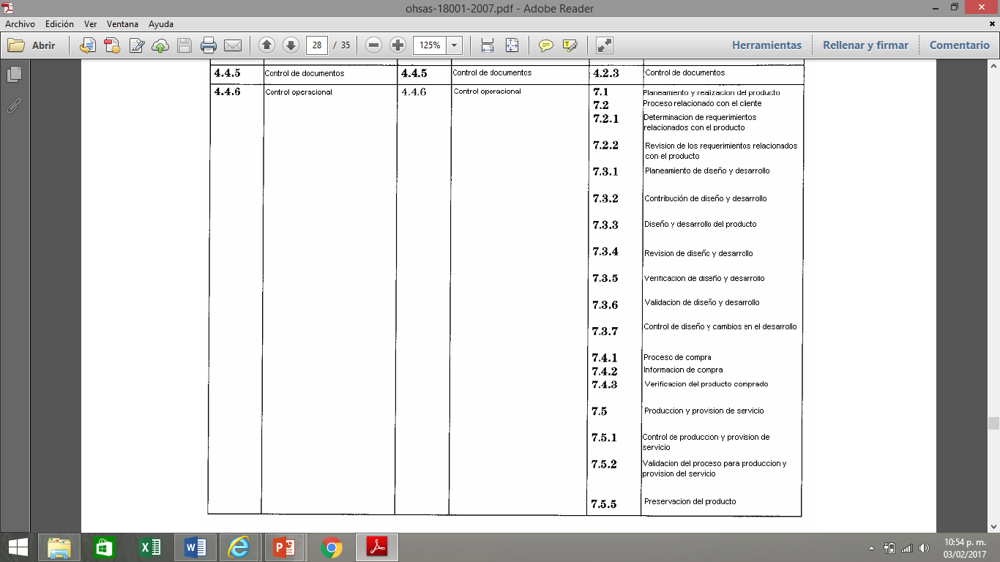 ohsas-18001-2007.pdf - Adobe Reader
Archivo Edición Ver Ventana Ayuda
Abrir 28 / 35 125% Herramientas Rellenar y firmar Comentario
4.4.5 Control de documentos 4.4.5 Control de documentos 4.2.3 Control de documentos
4.4.6 Control operacional 4.4.6 Control operacional 7.1 Planeamiento y realizacion del producto
7.2 Proceso relacionado con el cliente
7.2.1 Determinacion de requerimientos
relacionados con el producto
7.2.2 Revision de los requerimientos relacionados
con el producto
7.3.1 Planeamiento de diseño y desarrollo
7.3.2 Contribución de diseño y desarrollo
7.3.3 Diseño y desarrollo del producto
7.3.4 Revision de diseño y desarrollo
7.3.5 Verificacion de diseño y desarrollo
7.3.6 Validacion de diseño y desarrollo
7.3.7 Control de diseño y cambios en el desarrollo
7.4.1 Proceso de compra
7.4.2 Informacion de compra
7.4.3 Verificacion del producto comprado
7.5 Produccion y provision de servicio
7.5.1 Control de produccion y provision de
servicio
7.5.2 Validacion del proceso para produccion y
provision del servicio
7.5.5 Preservacion del producto
10:54 p. m.
03/02/2017